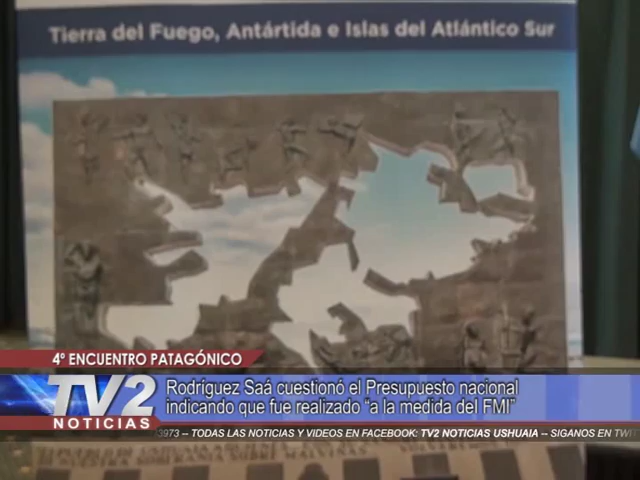 Tierra del Fuego, Antártida e Islas del Atlántico Sur
4º ENCUENTRO PATAGÓNICO
TV2
NOTICIAS
Rodríguez Saá cuestionó el Presupuesto nacional
indicando que fue realizado "a la medida del FMI"
3973 -- TODAS LAS NOTICIAS Y VIDEOS EN FACEBOOK: TV2 NOTICIAS USHUAIA -- SIGANOS EN TWIT